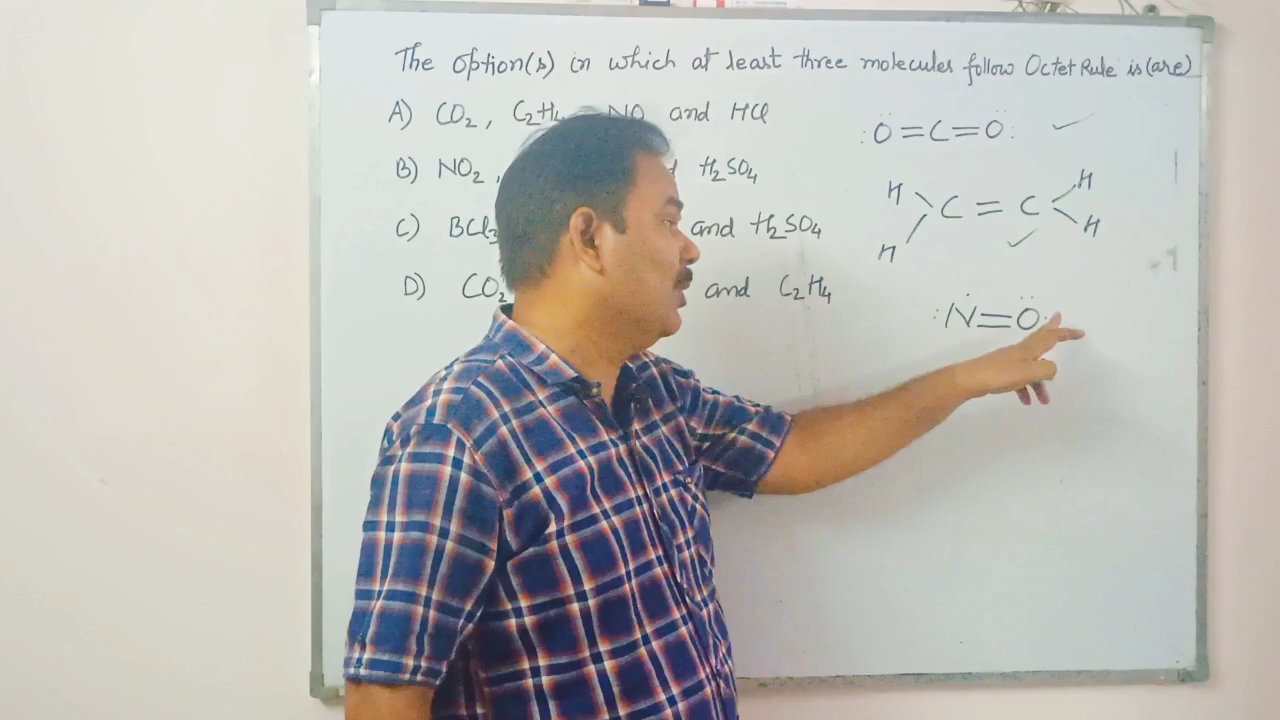 The option(s) in which at least three molecules follow Octet Rule is (are)
A) CO₂, C₂H₄ NO and HCl
B) NO₂, H₂SO₄
C) BCl₃ and H₂SO₄
D) CO₂ and C₂H₄
:O=C=O:
H H
C = C
H H
:N=O: